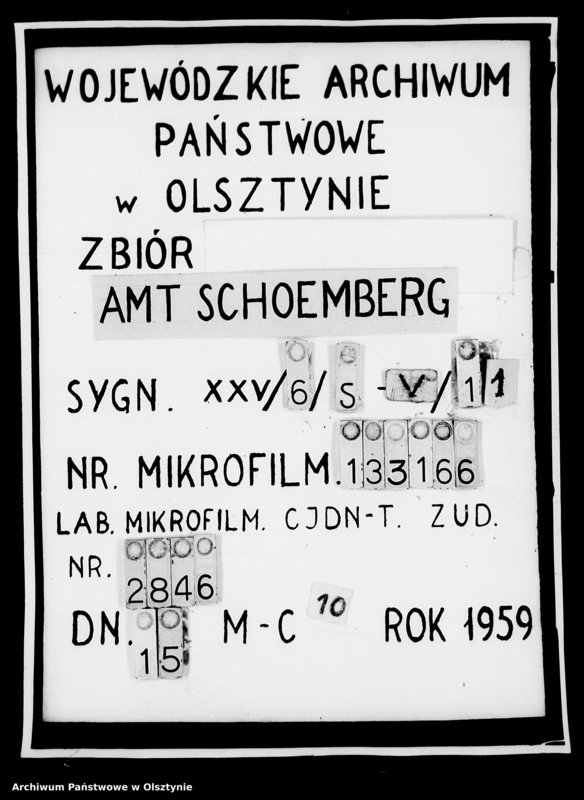 WOJEWÓDZKIE ARCHIWUM
PAŃSTWOWE
w OLSZTYNIE
ZBIÓR
AMT SCHOEMBERG
SYGN. XXV/6/S-V/11
NR. MIKROFILM. 133166
LAB. MIKROFILM. CJDN-T. ZUD.
NR. 2846
DN. 15 M-C 10 ROK 1959
Archiwum Państwowe w Olsztynie